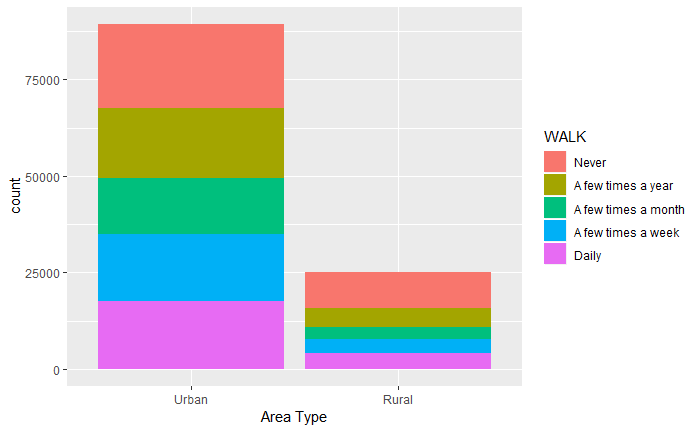 75000
50000
25000
0
count
Urban
Rural
Area Type
WALK
Never
A few times a year
A few times a month
A few times a week
Daily